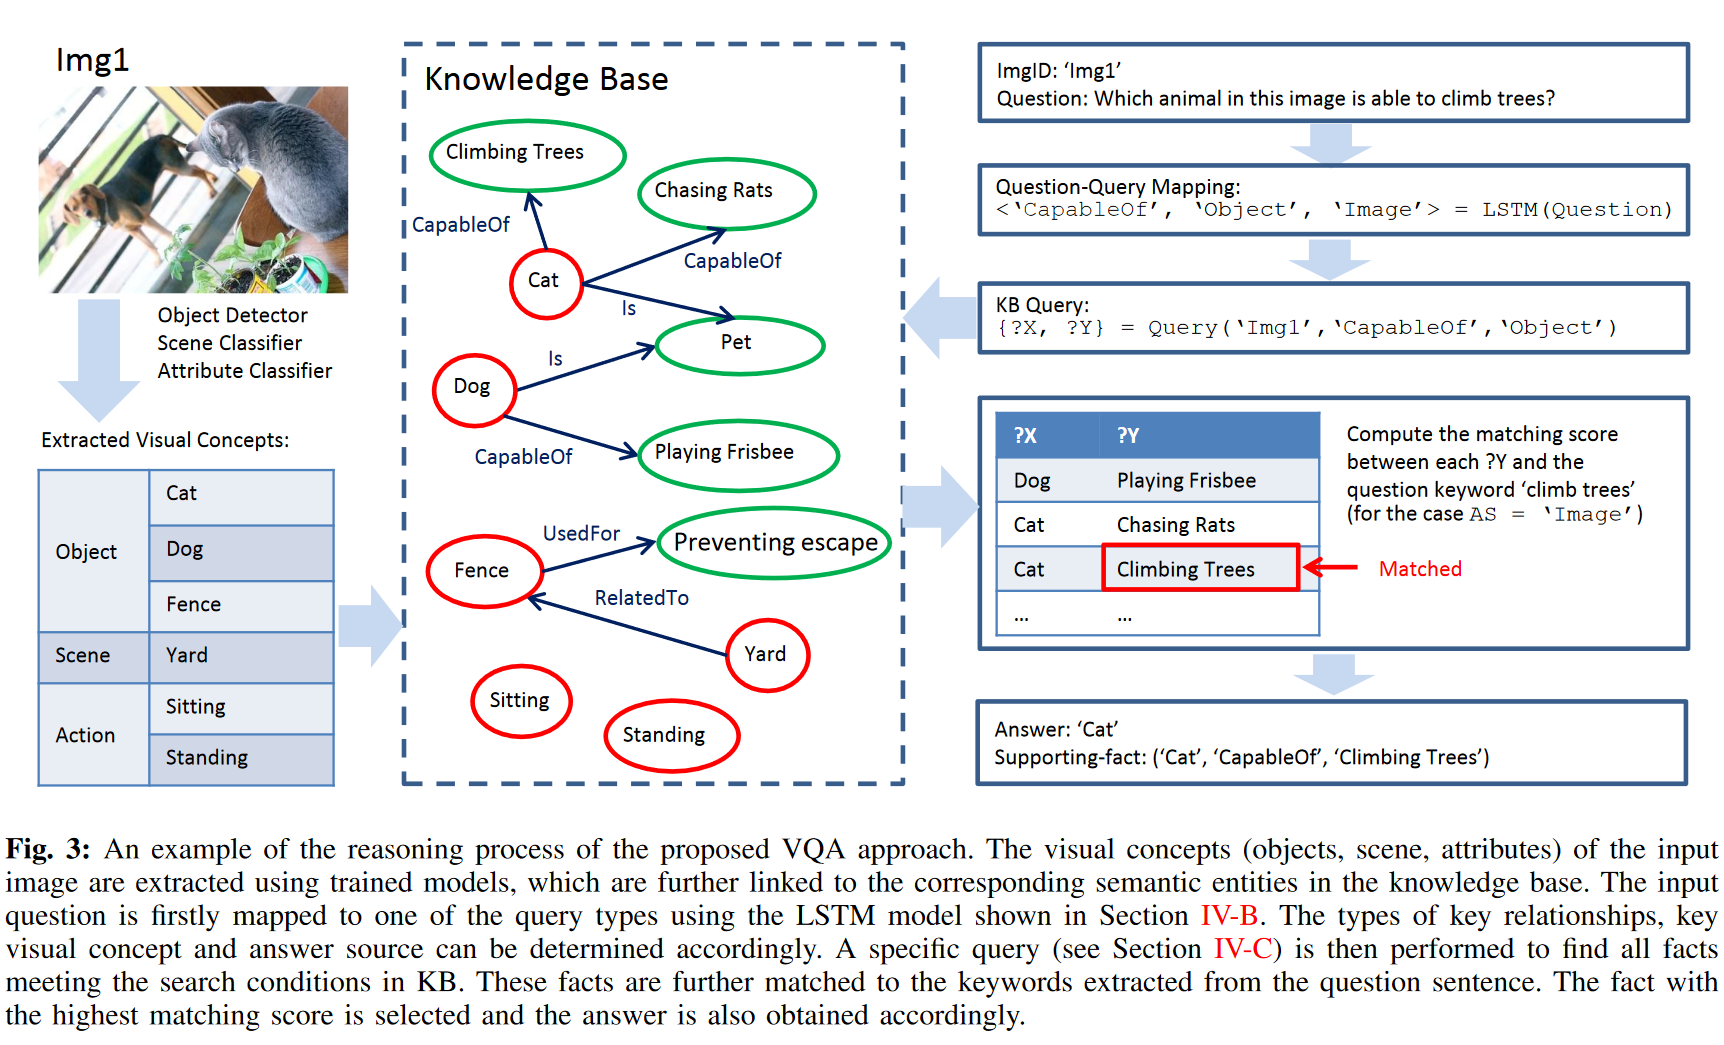 Img1
Object Detector
Scene Classifier
Attribute Classifier
Extracted Visual Concepts:
Object
Cat
Dog
Fence
Scene
Yard
Action
Sitting
Standing
Knowledge Base
Climbing Trees
Chasing Rats
CapableOf
Cat
CapableOf
Is
Pet
Is
Dog
CapableOf
Playing Frisbee
UsedFor
Preventing escape
Fence
RelatedTo
Yard
Sitting
Standing
ImgID: ‘Img1’
Question: Which animal in this image is able to climb trees?
Question-Query Mapping:
<‘CapableOf’, ‘Object’, ‘Image’> = LSTM(Question)
KB Query:
{?X, ?Y} = Query(‘Img1’,‘CapableOf’,‘Object’)
?X ?Y
Dog Playing Frisbee
Cat Chasing Rats
Cat Climbing Trees
... ...
Compute the matching score
between each ?Y and the
question keyword ‘climb trees’
(for the case AS = ‘Image’)
Matched
Answer: ‘Cat’
Supporting-fact: (‘Cat’, ‘CapableOf’, ‘Climbing Trees’)
Fig. 3: An example of the reasoning process of the proposed VQA approach. The visual concepts (objects, scene, attributes) of the input
image are extracted using trained models, which are further linked to the corresponding semantic entities in the knowledge base. The input
question is firstly mapped to one of the query types using the LSTM model shown in Section IV-B. The types of key relationships, key
visual concept and answer source can be determined accordingly. A specific query (see Section IV-C) is then performed to find all facts
meeting the search conditions in KB. These facts are further matched to the keywords extracted from the question sentence. The fact with
the highest matching score is selected and the answer is also obtained accordingly.